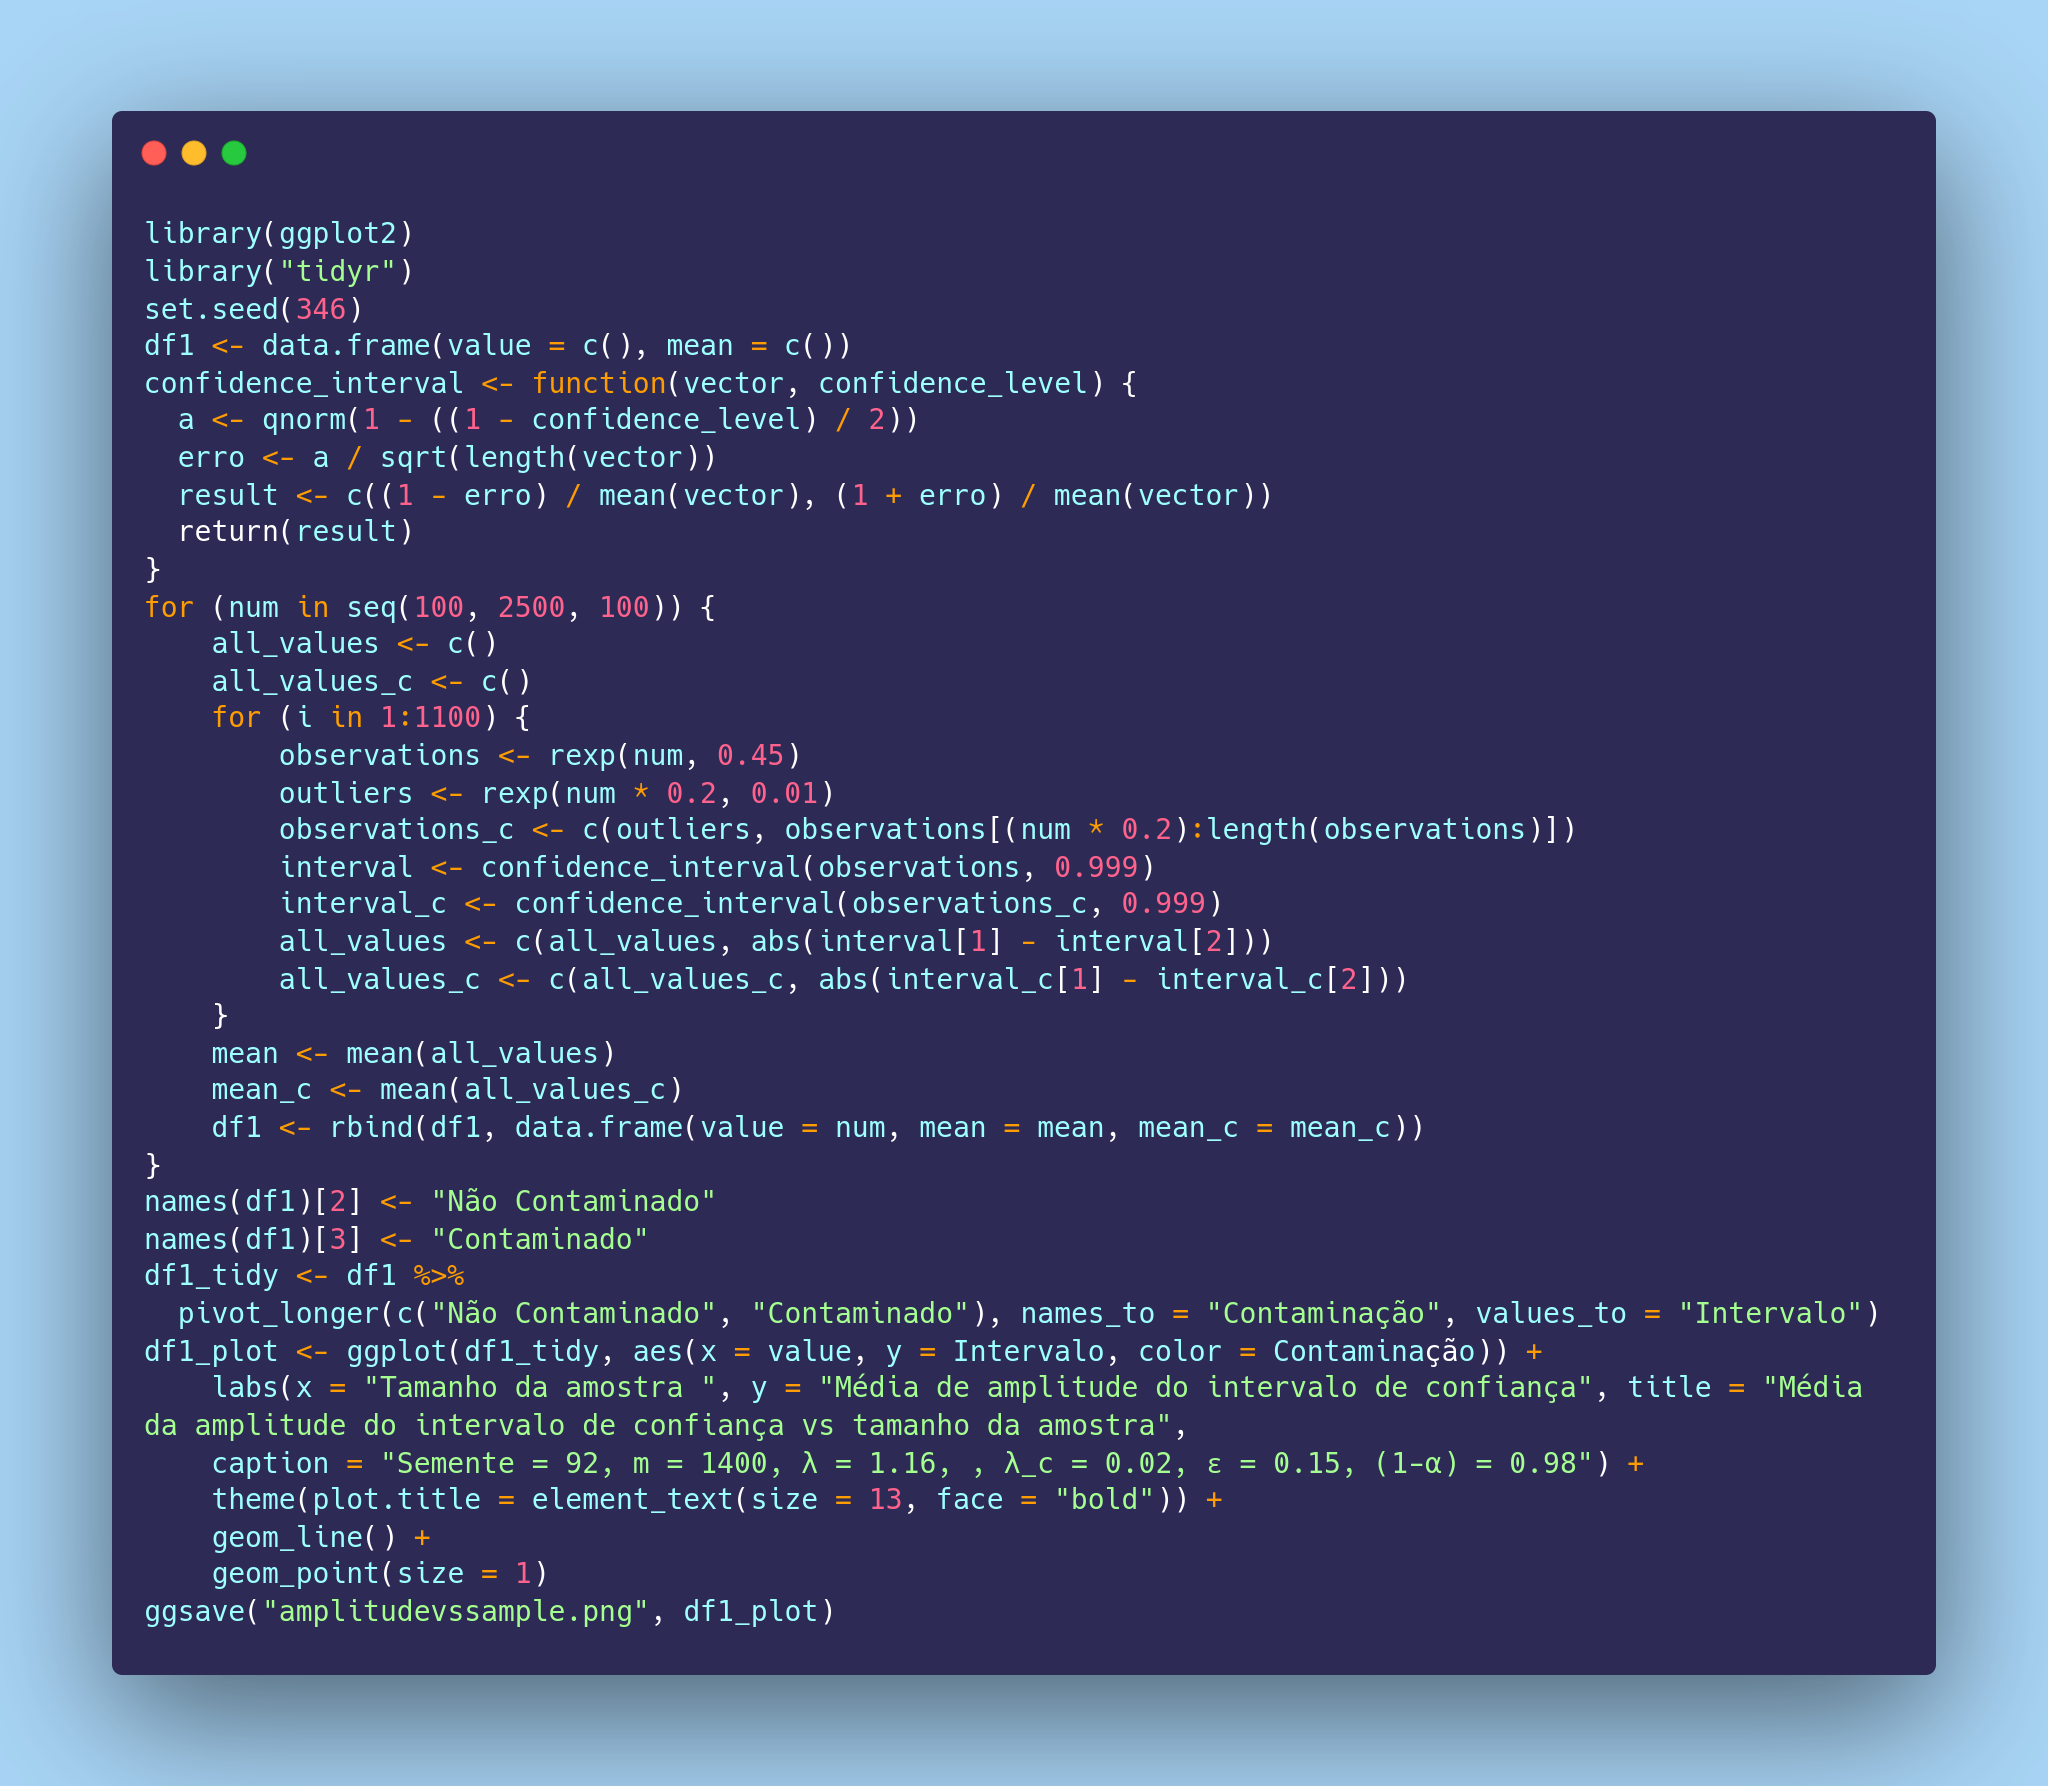 library(ggplot2)
library("tidyr")
set.seed(346)
df1 <- data.frame(value = c(), mean = c())
confidence_interval <- function(vector, confidence_level) {
  a <- qnorm(1 - ((1 - confidence_level) / 2))
  erro <- a / sqrt(length(vector))
  result <- c((1 - erro) / mean(vector), (1 + erro) / mean(vector))
  return(result)
}
for (num in seq(100, 2500, 100)) {
    all_values <- c()
    all_values_c <- c()
    for (i in 1:1100) {
        observations <- rexp(num, 0.45)
        outliers <- rexp(num * 0.2, 0.01)
        observations_c <- c(outliers, observations[(num * 0.2):length(observations)])
        interval <- confidence_interval(observations, 0.999)
        interval_c <- confidence_interval(observations_c, 0.999)
        all_values <- c(all_values, abs(interval[1] - interval[2]))
        all_values_c <- c(all_values_c, abs(interval_c[1] - interval_c[2]))
    }
    mean <- mean(all_values)
    mean_c <- mean(all_values_c)
    df1 <- rbind(df1, data.frame(value = num, mean = mean, mean_c = mean_c))
}
names(df1)[2] <- "Não Contaminado"
names(df1)[3] <- "Contaminado"
df1_tidy <- df1 %>%
  pivot_longer(c("Não Contaminado", "Contaminado"), names_to = "Contaminação", values_to = "Intervalo")
df1_plot <- ggplot(df1_tidy, aes(x = value, y = Intervalo, color = Contaminação)) +
    labs(x = "Tamanho da amostra ", y = "Média de amplitude do intervalo de confiança", title = "Média
da amplitude do intervalo de confiança vs tamanho da amostra",
    caption = "Semente = 92, m = 1400, λ = 1.16, , λ_c = 0.02, ε = 0.15, (1-α) = 0.98") +
    theme(plot.title = element_text(size = 13, face = "bold")) +
    geom_line() +
    geom_point(size = 1)
ggsave("amplitudevssample.png", df1_plot)